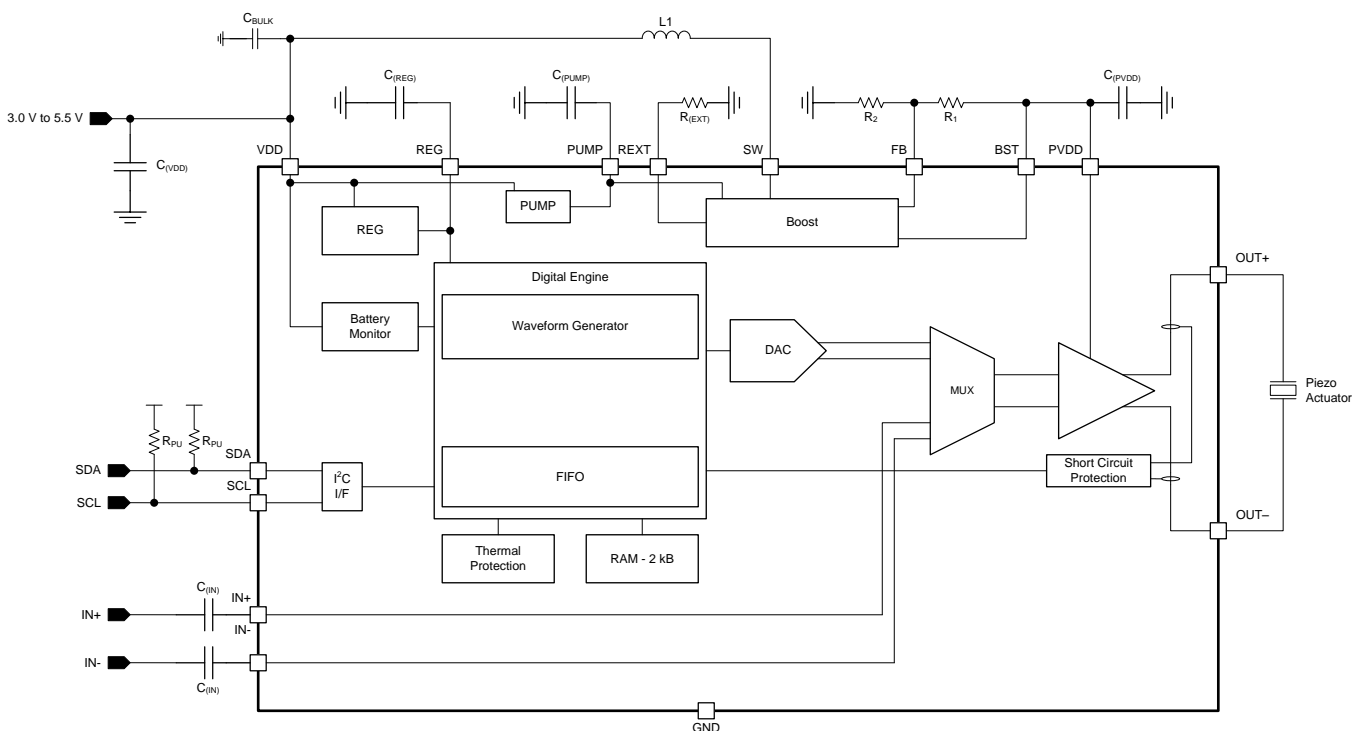 C(BULK)
L1
C(REG)
C(PUMP)
R(EXT)
R2
R1
C(PVDD)
3.0 V to 5.5 V
C(VDD)
VDD
REG
PUMP
REXT
SW
FB
BST
PVDD
PUMP
REG
Boost
Digital Engine
OUT+
Battery
Monitor
Waveform Generator
DAC
MUX
Piezo
Actuator
RPU
RPU
SDA
SDA
SCL
SCL
I2C
I/F
FIFO
Short Circuit
Protection
OUT–
Thermal
Protection
RAM - 2 kB
C(IN)
IN+
IN+
IN-
IN-
C(IN)
GND